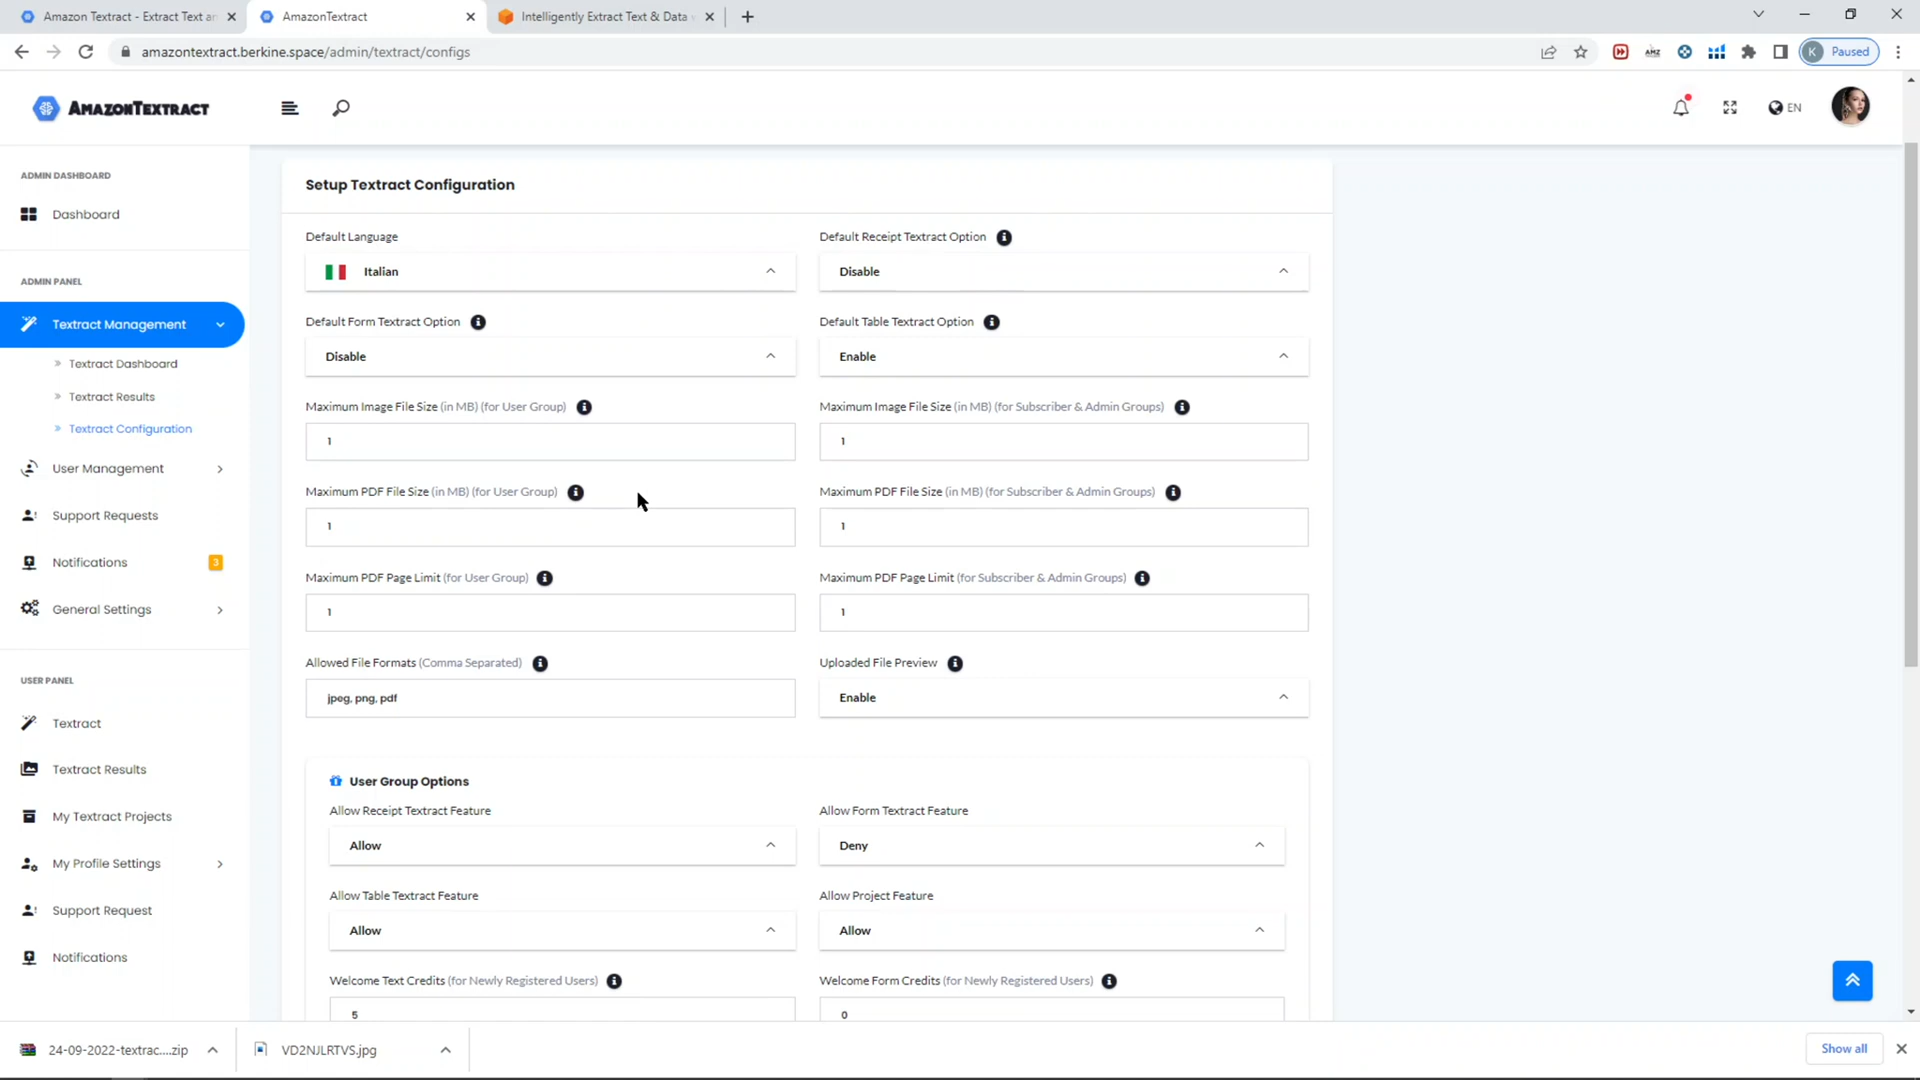 Amazon Textract - Extract Text an
AmazonTextract
Intelligently Extract Text & Data
amazontextract.berkine.space/admin/textract/configs
AMZ
K Paused
AMAZONTEXTRACT
EN
ADMIN DASHBOARD
Dashboard
ADMIN PANEL
Textract Management
» Textract Dashboard
» Textract Results
» Textract Configuration
User Management
Support Requests
Notifications 3
General Settings
USER PANEL
Textract
Textract Results
My Textract Projects
My Profile Settings
Support Request
Notifications
Setup Textract Configuration
Default Language
Default Receipt Textract Option
Italian
Disable
Default Form Textract Option
Default Table Textract Option
Disable
Enable
Maximum Image File Size (in MB) (for User Group)
Maximum Image File Size (in MB) (for Subscriber & Admin Groups)
1
1
Maximum PDF File Size (in MB) (for User Group)
Maximum PDF File Size (in MB) (for Subscriber & Admin Groups)
1
1
Maximum PDF Page Limit (for User Group)
Maximum PDF Page Limit (for Subscriber & Admin Groups)
1
1
Allowed File Formats (Comma Separated)
Uploaded File Preview
jpeg, png, pdf
Enable
User Group Options
Allow Receipt Textract Feature
Allow Form Textract Feature
Allow
Deny
Allow Table Textract Feature
Allow Project Feature
Allow
Allow
Welcome Text Credits (for Newly Registered Users)
Welcome Form Credits (for Newly Registered Users)
5
0
24-09-2022-textrac....zip
VD2NJLRTVS.jpg
Show all